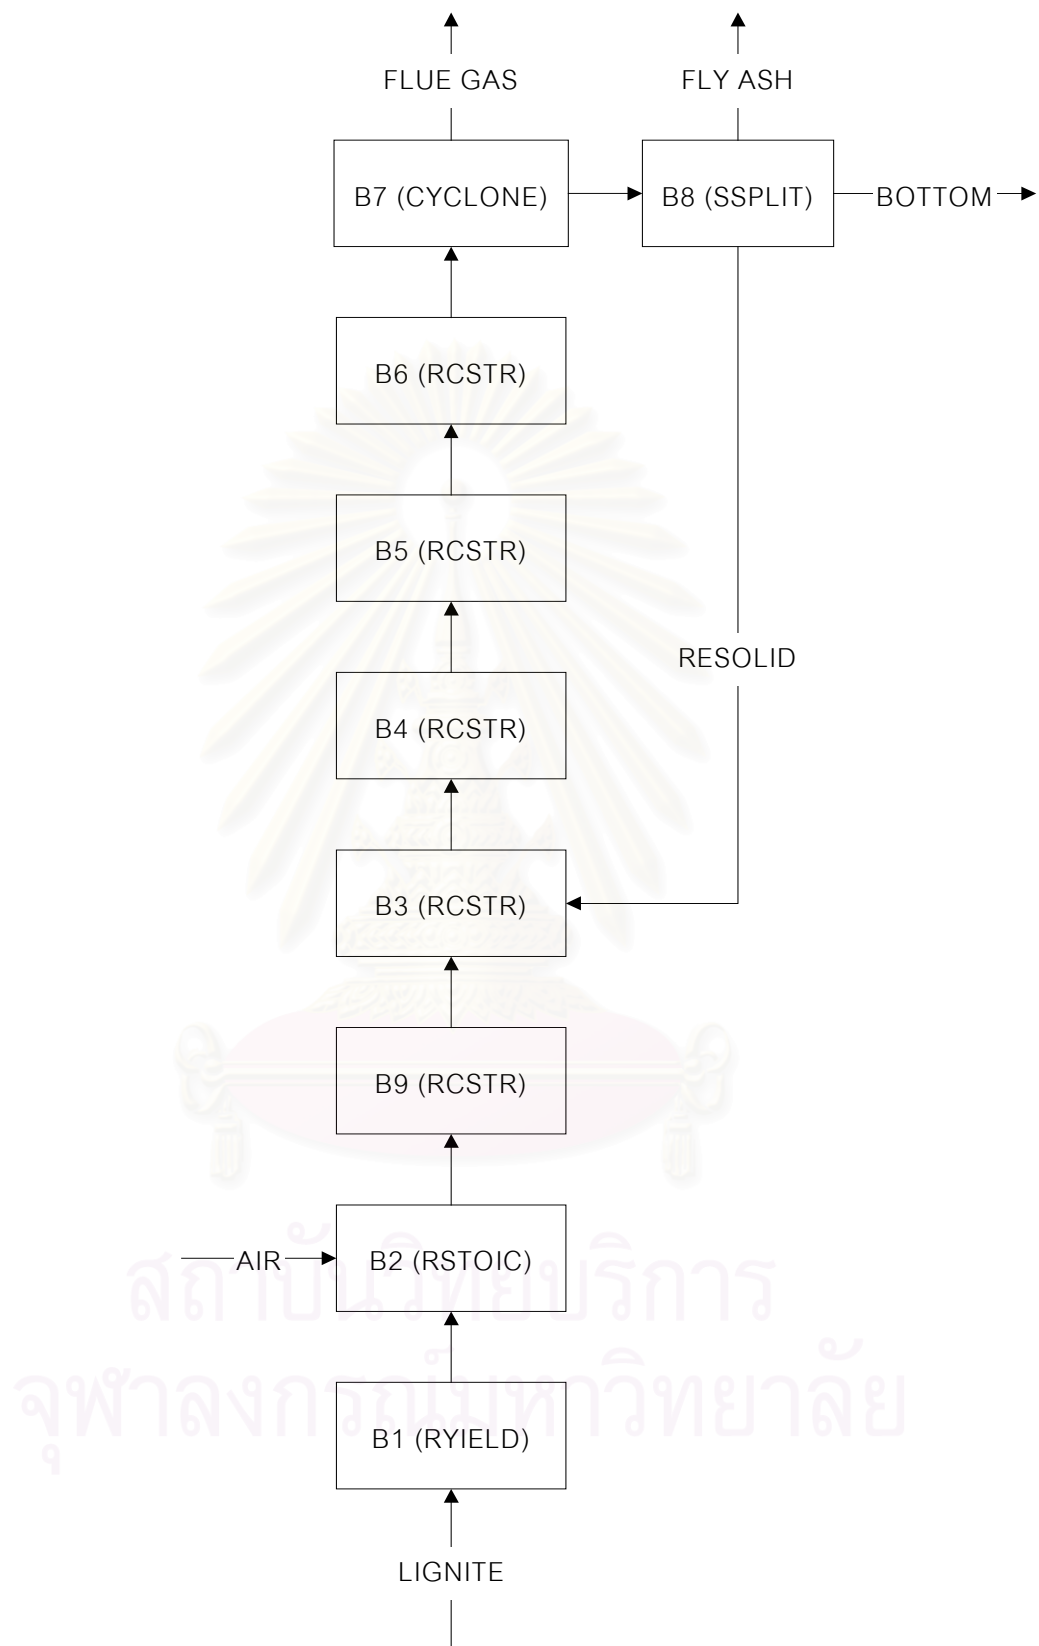 FLUE GAS
FLY ASH
B7 (CYCLONE)
B8 (SSPLIT)
BOTTOM
B6 (RCSTR)
B5 (RCSTR)
RESOLID
B4 (RCSTR)
B3 (RCSTR)
B9 (RCSTR)
AIR
B2 (RSTOIC)
สถาบันวิทยบริการ
จุฬาลงกรณ์มหาวิทยาลัย
B1 (RYIELD)
LIGNITE